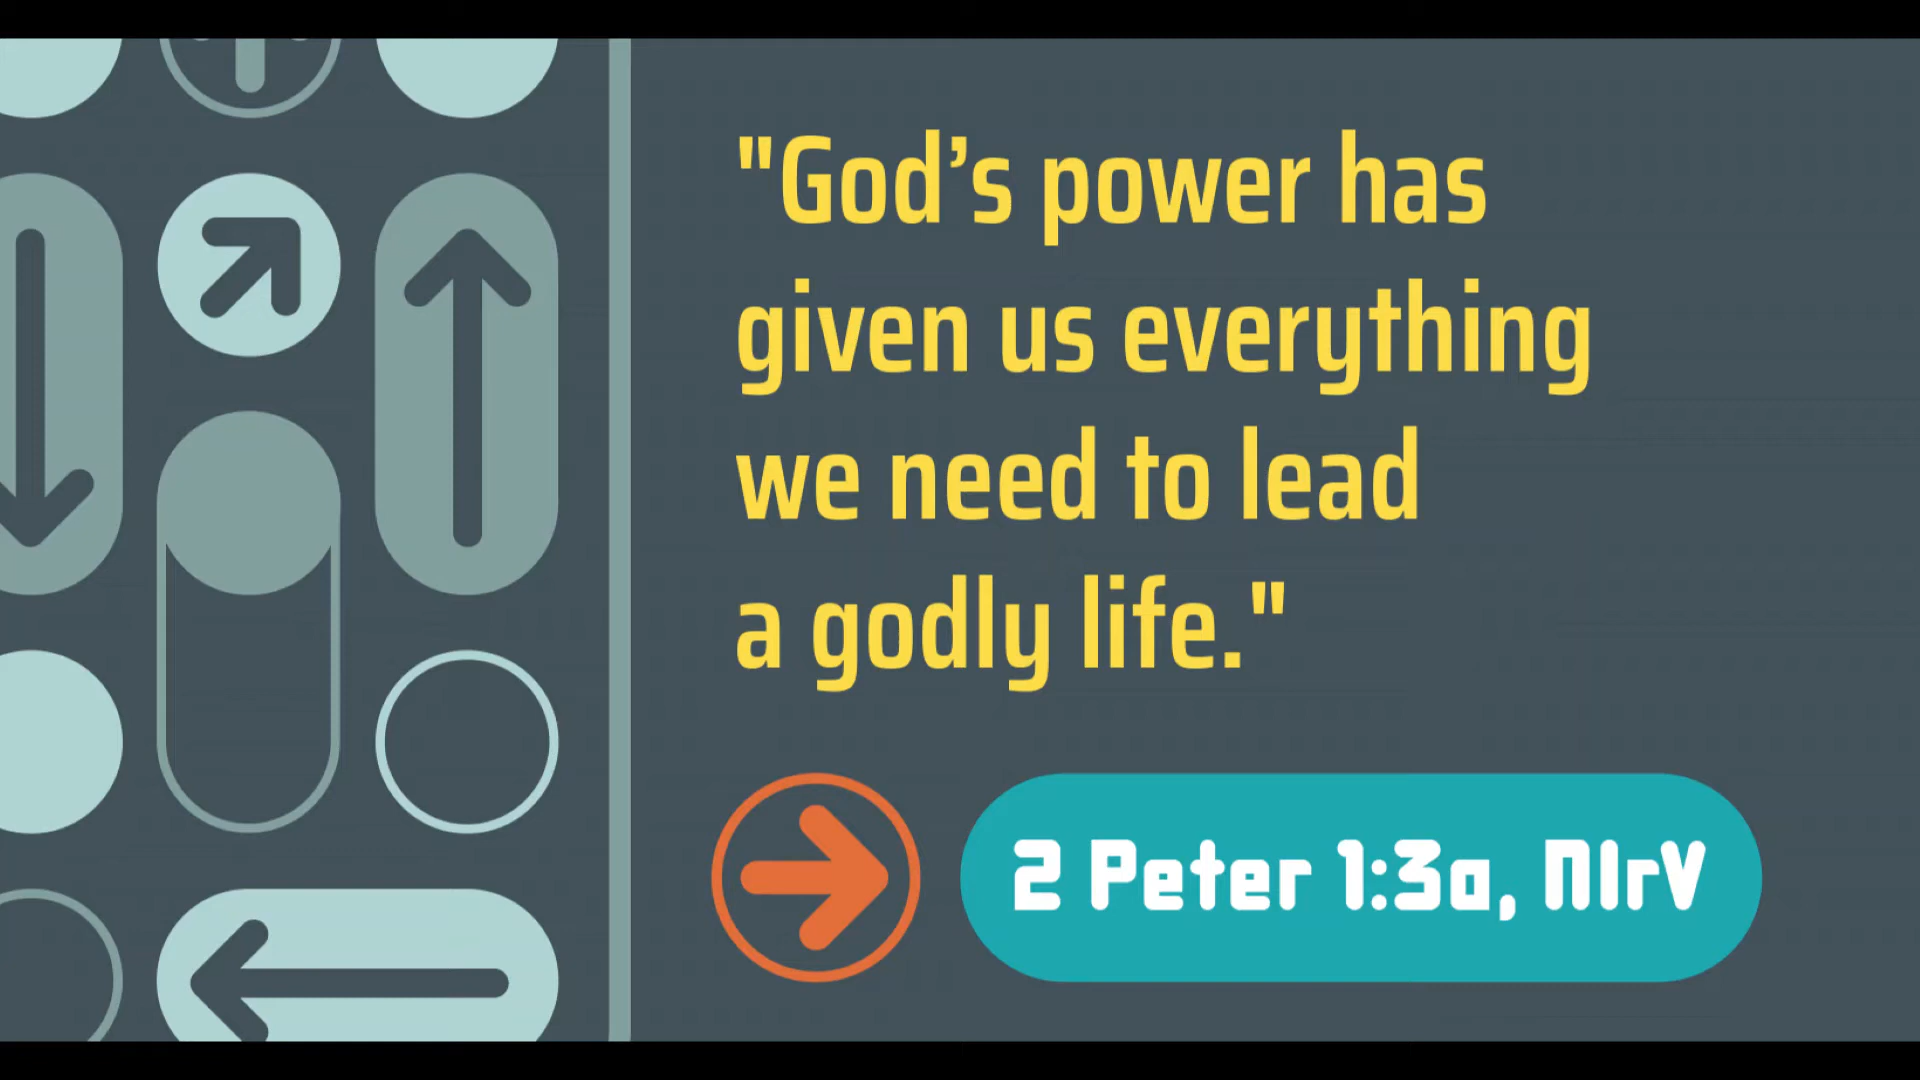 "God’s power has
given us everything
we need to lead
a godly life."
2 Peter 1:3a, NIrV